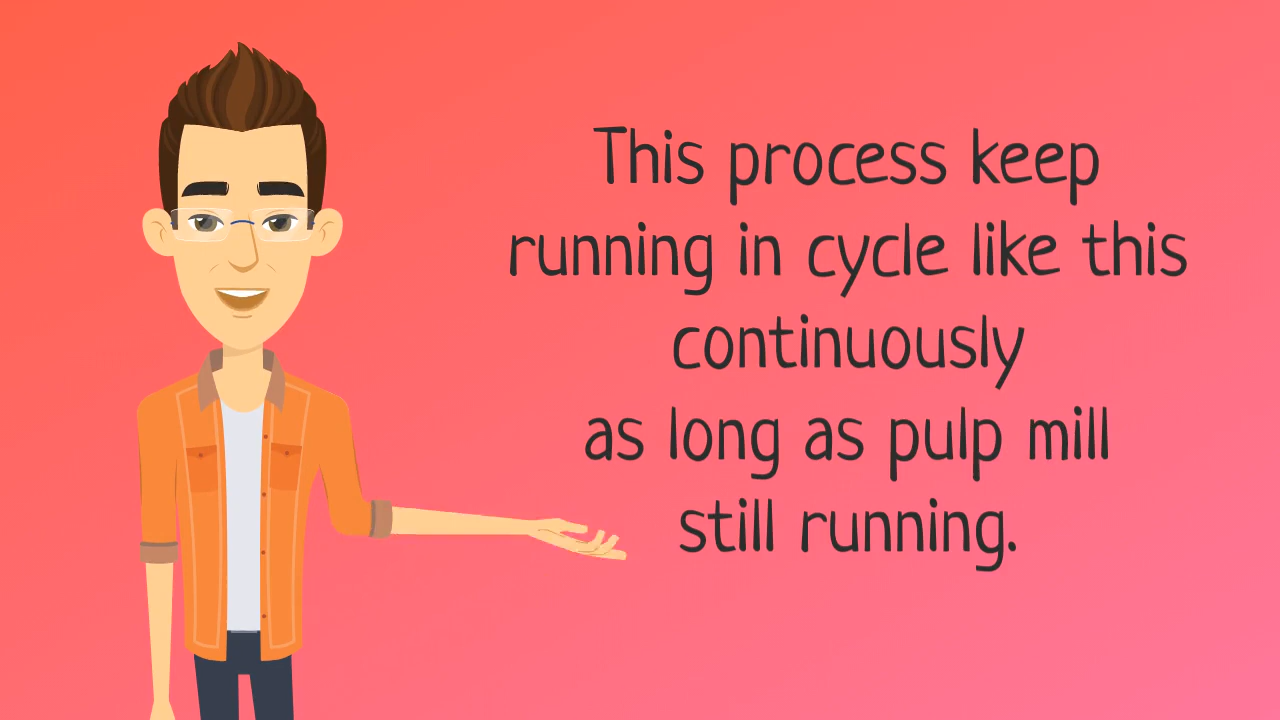 This process keep
running in cycle like this
continuously
as long as pulp mill
still running.